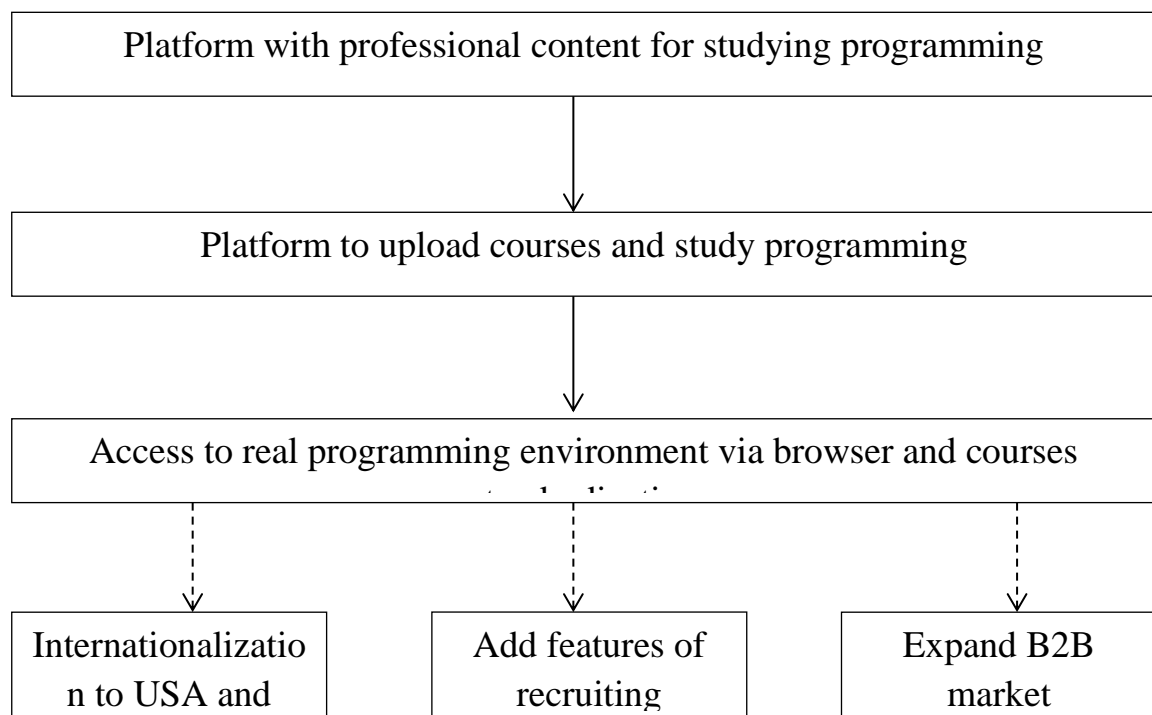 Platform with professional content for studying programming
Platform to upload courses and study programming
Access to real programming environment via browser and courses
Internationalizatio
n to USA and
Add features of
recruiting
Expand B2B
market